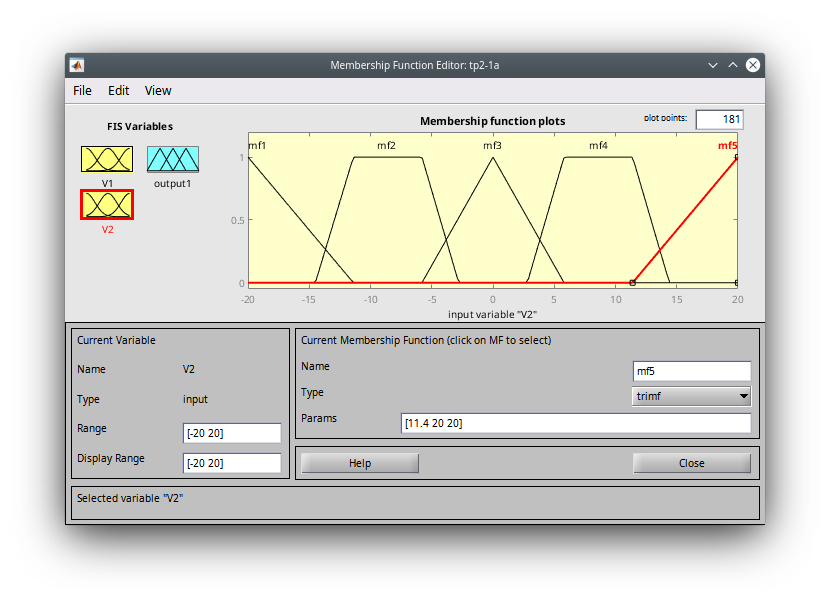 Membership Function Editor: tp2-1a
File Edit View
FIS Variables
V1
output1
V2
Membership function plots
plot points: 181
mf1 mf2 mf3 mf4 mf5
1
0.5
0
-20 -15 -10 -5 0 5 10 15 20
input variable "V2"
Current Variable
Name V2
Type input
Range [-20 20]
Display Range [-20 20]
Current Membership Function (click on MF to select)
Name mf5
Type trimf
Params [11.4 20 20]
Help Close
Selected variable "V2"